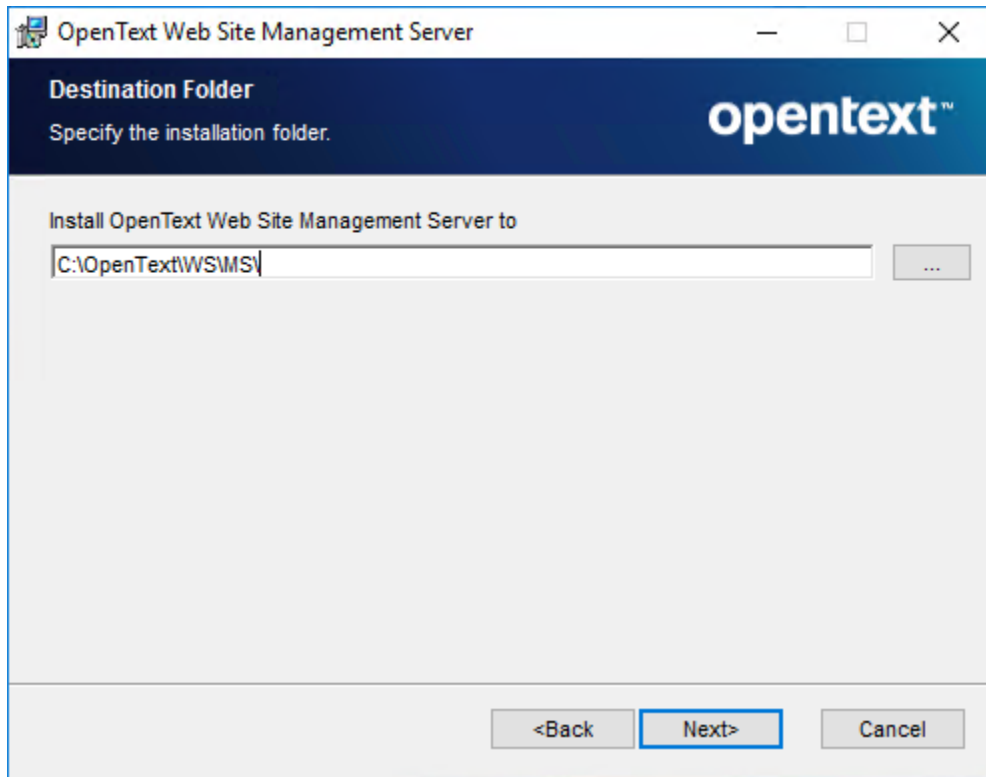 OpenText Web Site Management Server
Destination Folder
Specify the installation folder.
opentext™
Install OpenText Web Site Management Server to
C:\OpenText\WS\MS\
...
<Back
Next>
Cancel